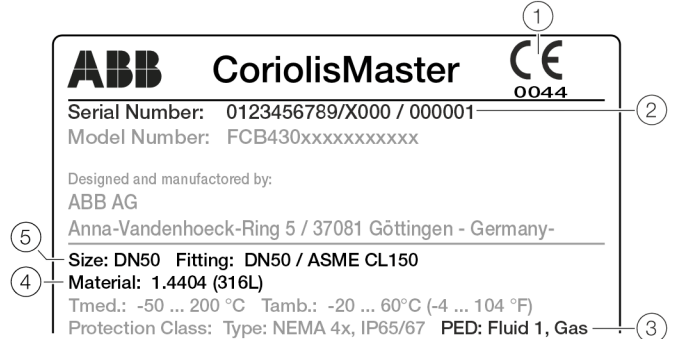 1
ABB CoriolisMaster CE
0044
Serial Number: 0123456789/X000 / 000001
2
Model Number: FCB430xxxxxxxxxxx
Designed and manufactored by:
ABB AG
Anna-Vandenhoeck-Ring 5 / 37081 Göttingen - Germany-
5
Size: DN50 Fitting: DN50 / ASME CL150
4
Material: 1.4404 (316L)
Tmed.: -50 ... 200 °C Tamb.: -20 ... 60°C (-4 ... 104 °F)
Protection Class: Type: NEMA 4x, IP65/67 PED: Fluid 1, Gas
3